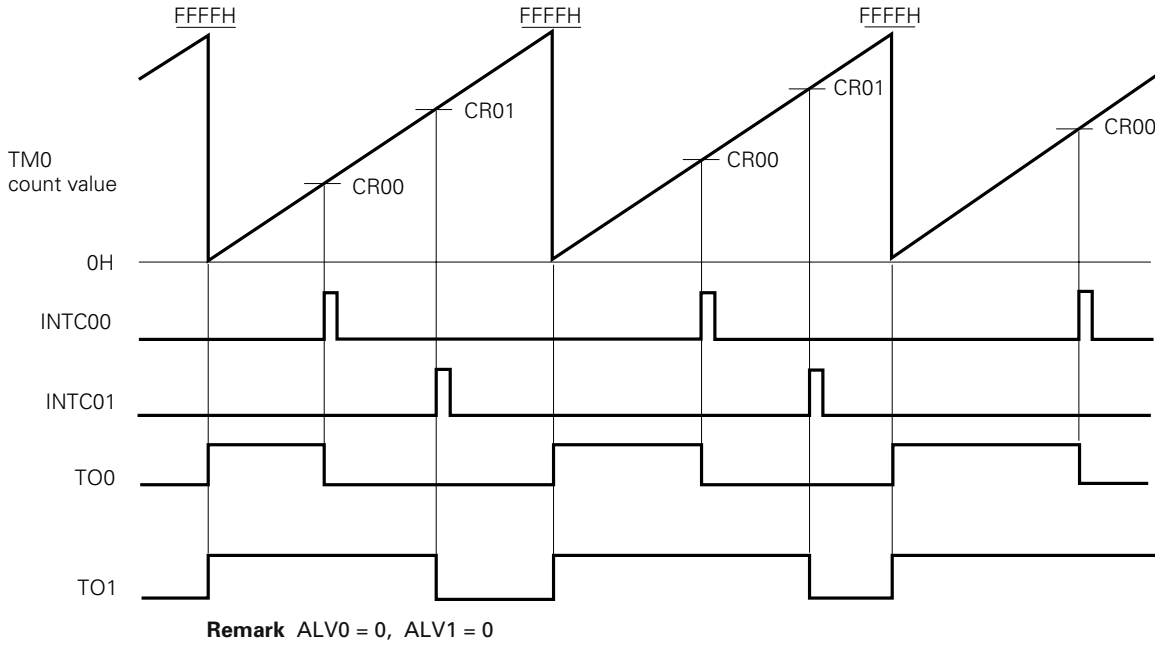 FFFFH FFFFH FFFFH
CR01 CR01
CR00 CR00 CR00
TM0
count value
0H
INTC00
INTC01
TO0
TO1
Remark ALV0 = 0, ALV1 = 0